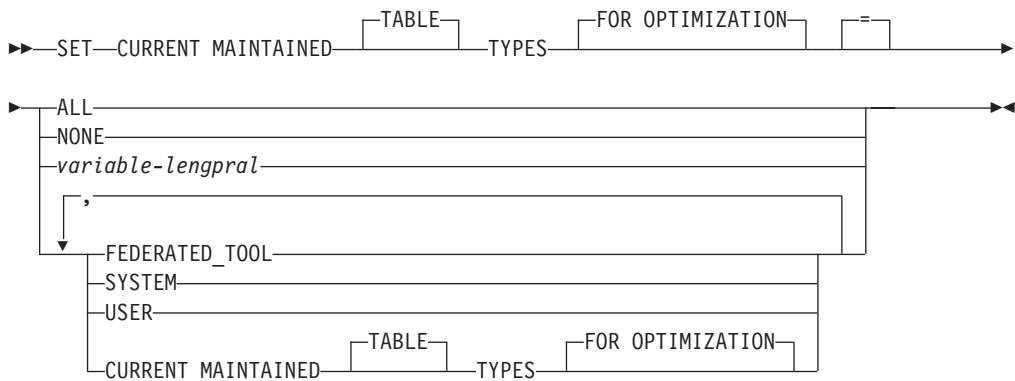 TABLE FOR OPTIMIZATION =
SET CURRENT MAINTAINED TYPES
ALL
NONE
variable-lengpral
,
FEDERATED_TOOL
SYSTEM
USER
TABLE FOR OPTIMIZATION
CURRENT MAINTAINED TYPES